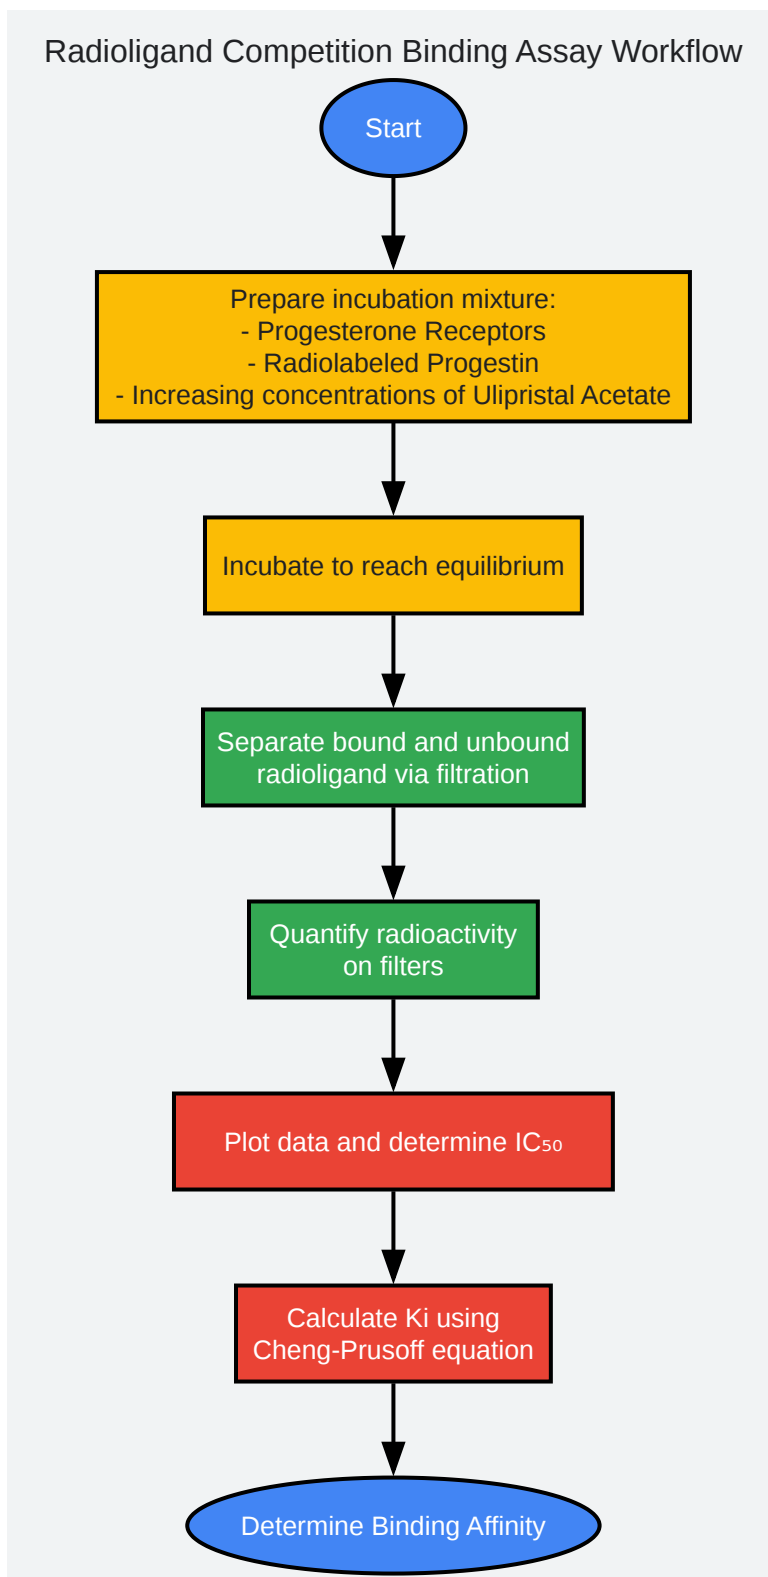 Radioligand Competition Binding Assay Workflow
Start
Prepare incubation mixture:
- Progesterone Receptors
- Radiolabeled Progestin
- Increasing concentrations of Ulipristal Acetate
Incubate to reach equilibrium
Separate bound and unbound
radioligand via filtration
Quantify radioactivity
on filters
Plot data and determine IC₅₀
Calculate Ki using
Cheng-Prusoff equation
Determine Binding Affinity